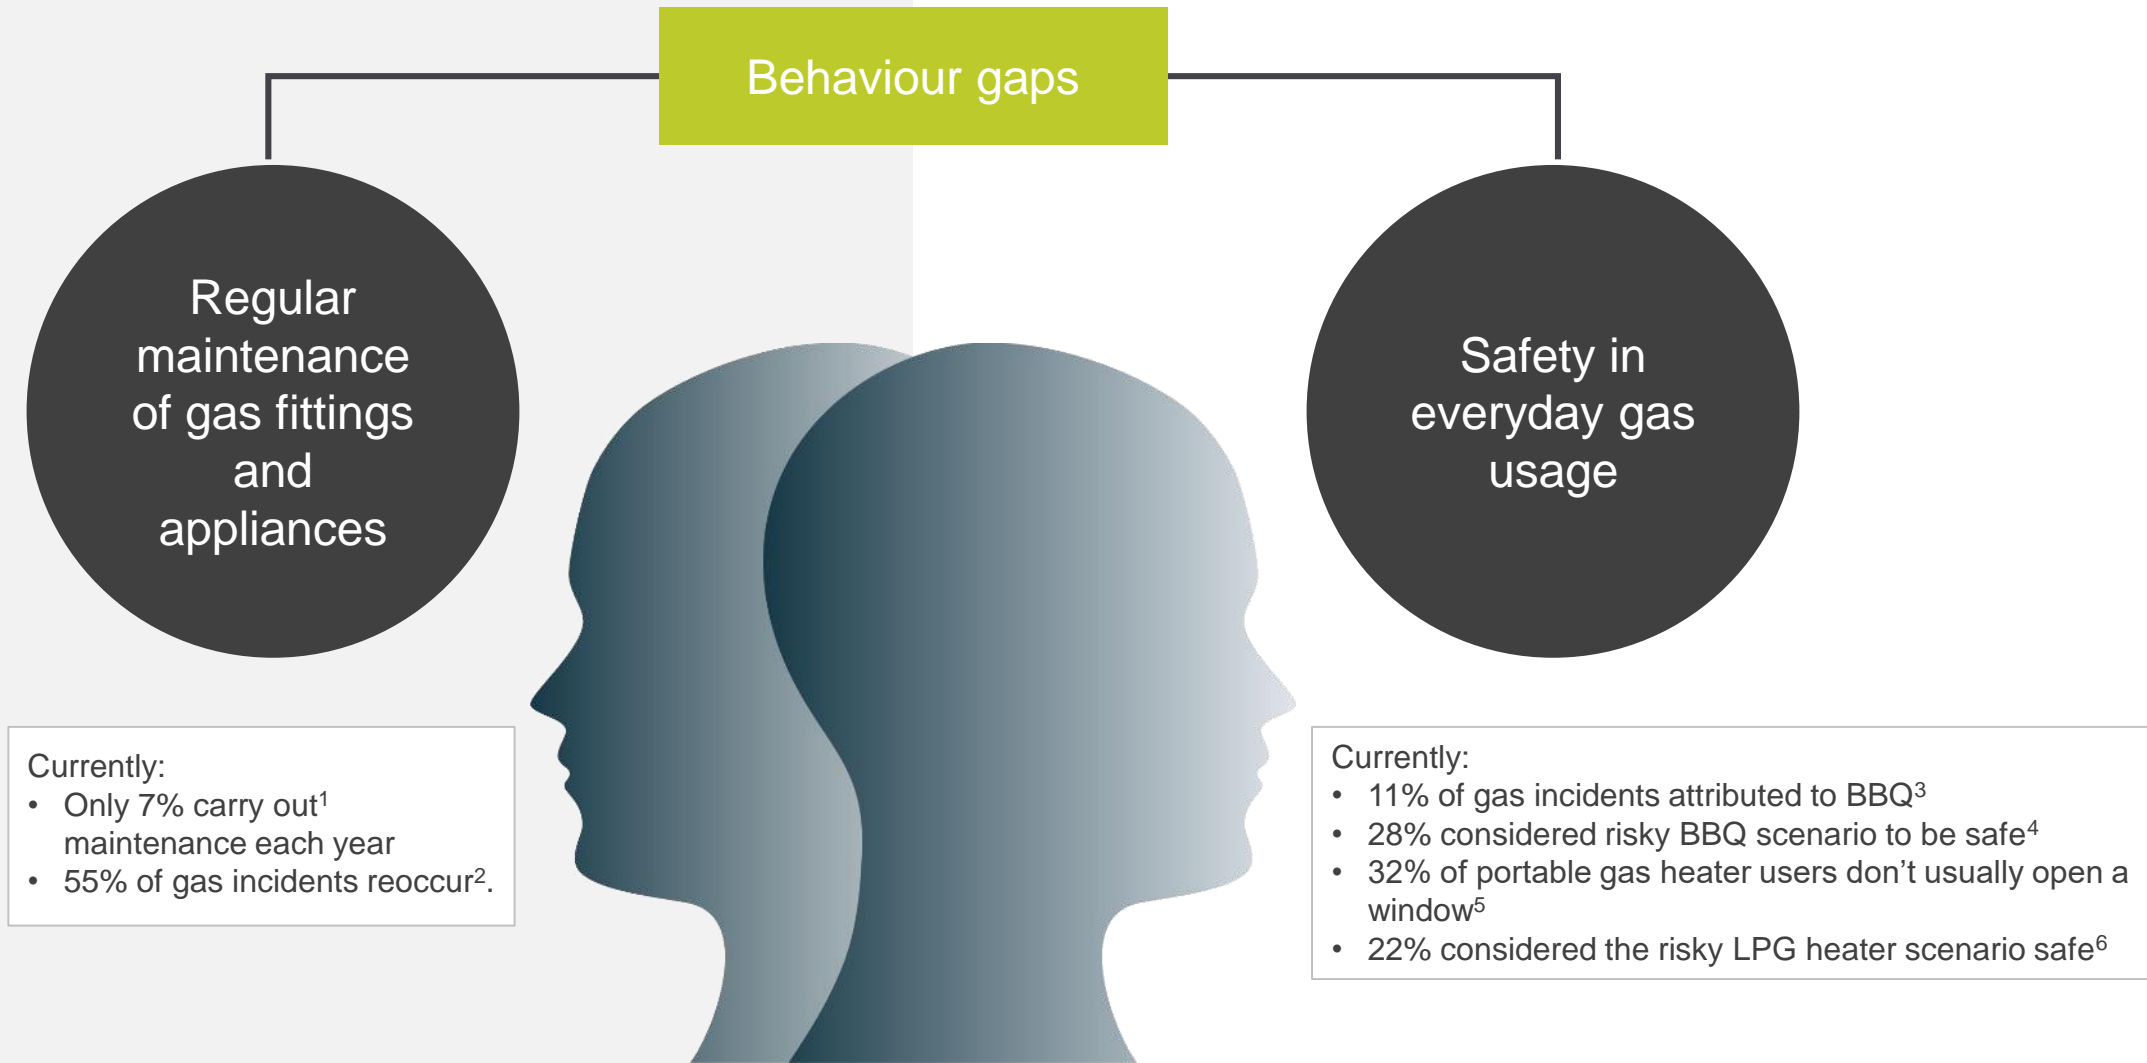 Behaviour gaps
Regular
maintenance
of gas fittings
and
appliances
Safety in
everyday gas
usage
Currently:
• Only 7% carry out¹
maintenance each year
• 55% of gas incidents reoccur².
Currently:
• 11% of gas incidents attributed to BBQ³
• 28% considered risky BBQ scenario to be safe⁴
• 32% of portable gas heater users don’t usually open a
window⁵
• 22% considered the risky LPG heater scenario safe⁶